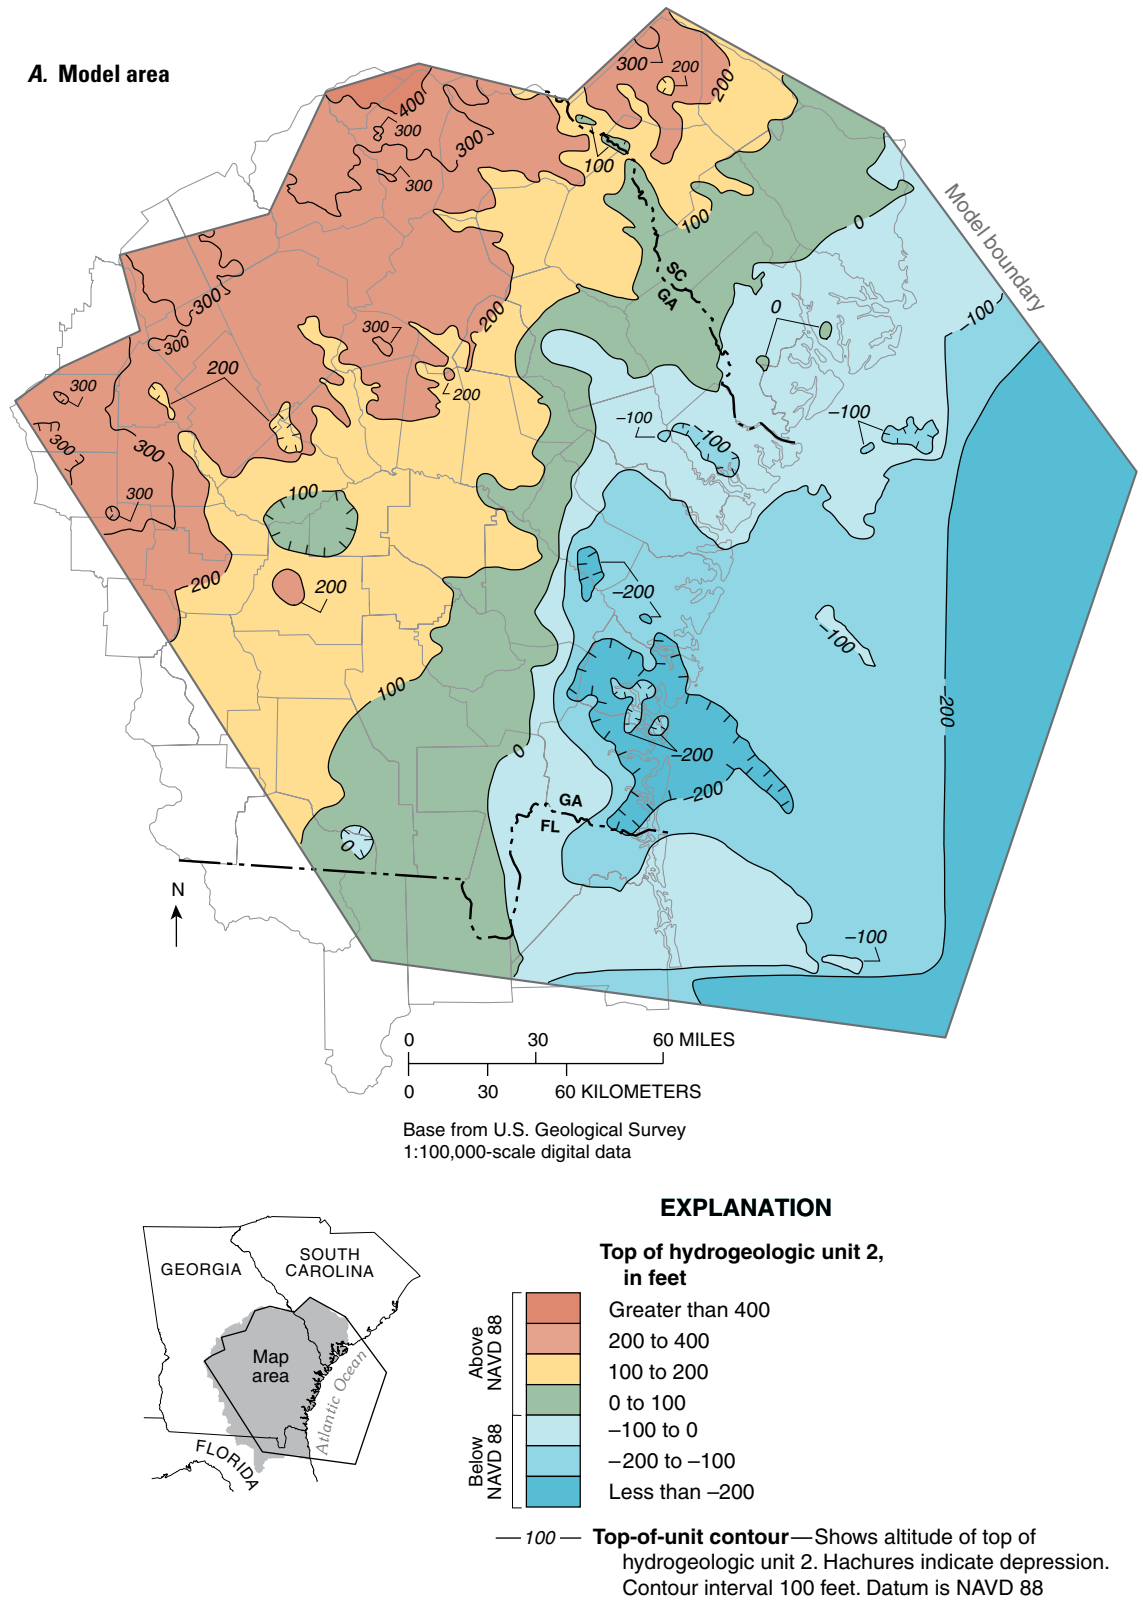 A. Model area
300
200
200
400
300
300
300
100
100
0
Model boundary
SC
GA
300
300
200
300
200
200
0
–100
300
300
300
300
–100
–100
–100
100
200
200
–200
–100
100
–200
0
–200
–200
GA
FL
0
–100
N
0 30 60 MILES
0 30 60 KILOMETERS
Base from U.S. Geological Survey
1:100,000-scale digital data
GEORGIA
SOUTH
CAROLINA
Map
area
Atlantic Ocean
FLORIDA
EXPLANATION
Top of hydrogeologic unit 2,
in feet
Above
NAVD 88
Greater than 400
200 to 400
100 to 200
0 to 100
Below
NAVD 88
–100 to 0
–200 to –100
Less than –200
—100— Top-of-unit contour—Shows altitude of top of
hydrogeologic unit 2. Hachures indicate depression.
Contour interval 100 feet. Datum is NAVD 88